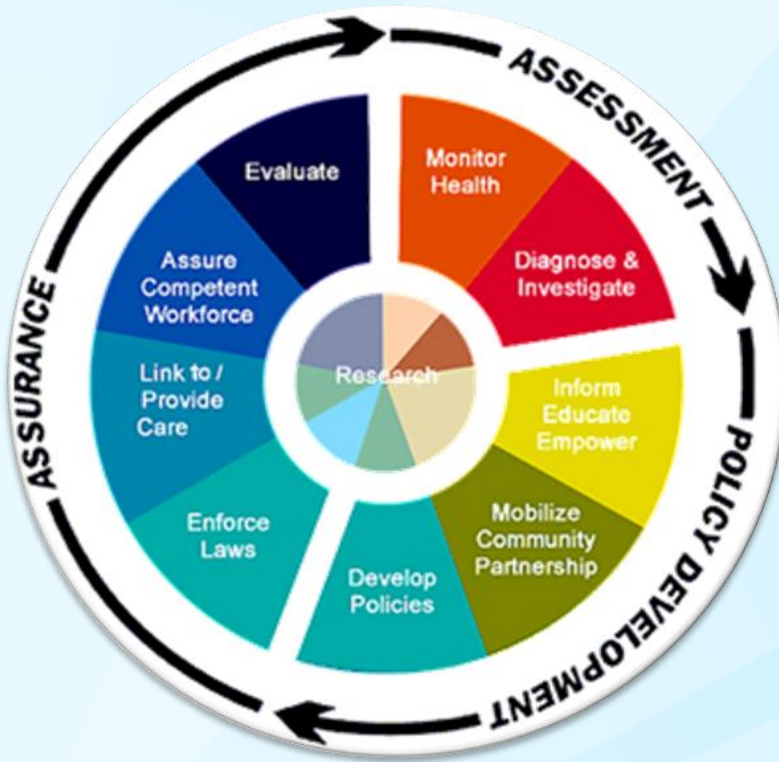 ASSESSMENT
Monitor
Health
Diagnose &
Investigate
POLICY DEVELOPMENT
Inform
Educate
Empower
Mobilize
Community
Partnership
Develop
Policies
ASSURANCE
Enforce
Laws
Link to /
Provide
Care
Assure
Competent
Workforce
Evaluate
Research